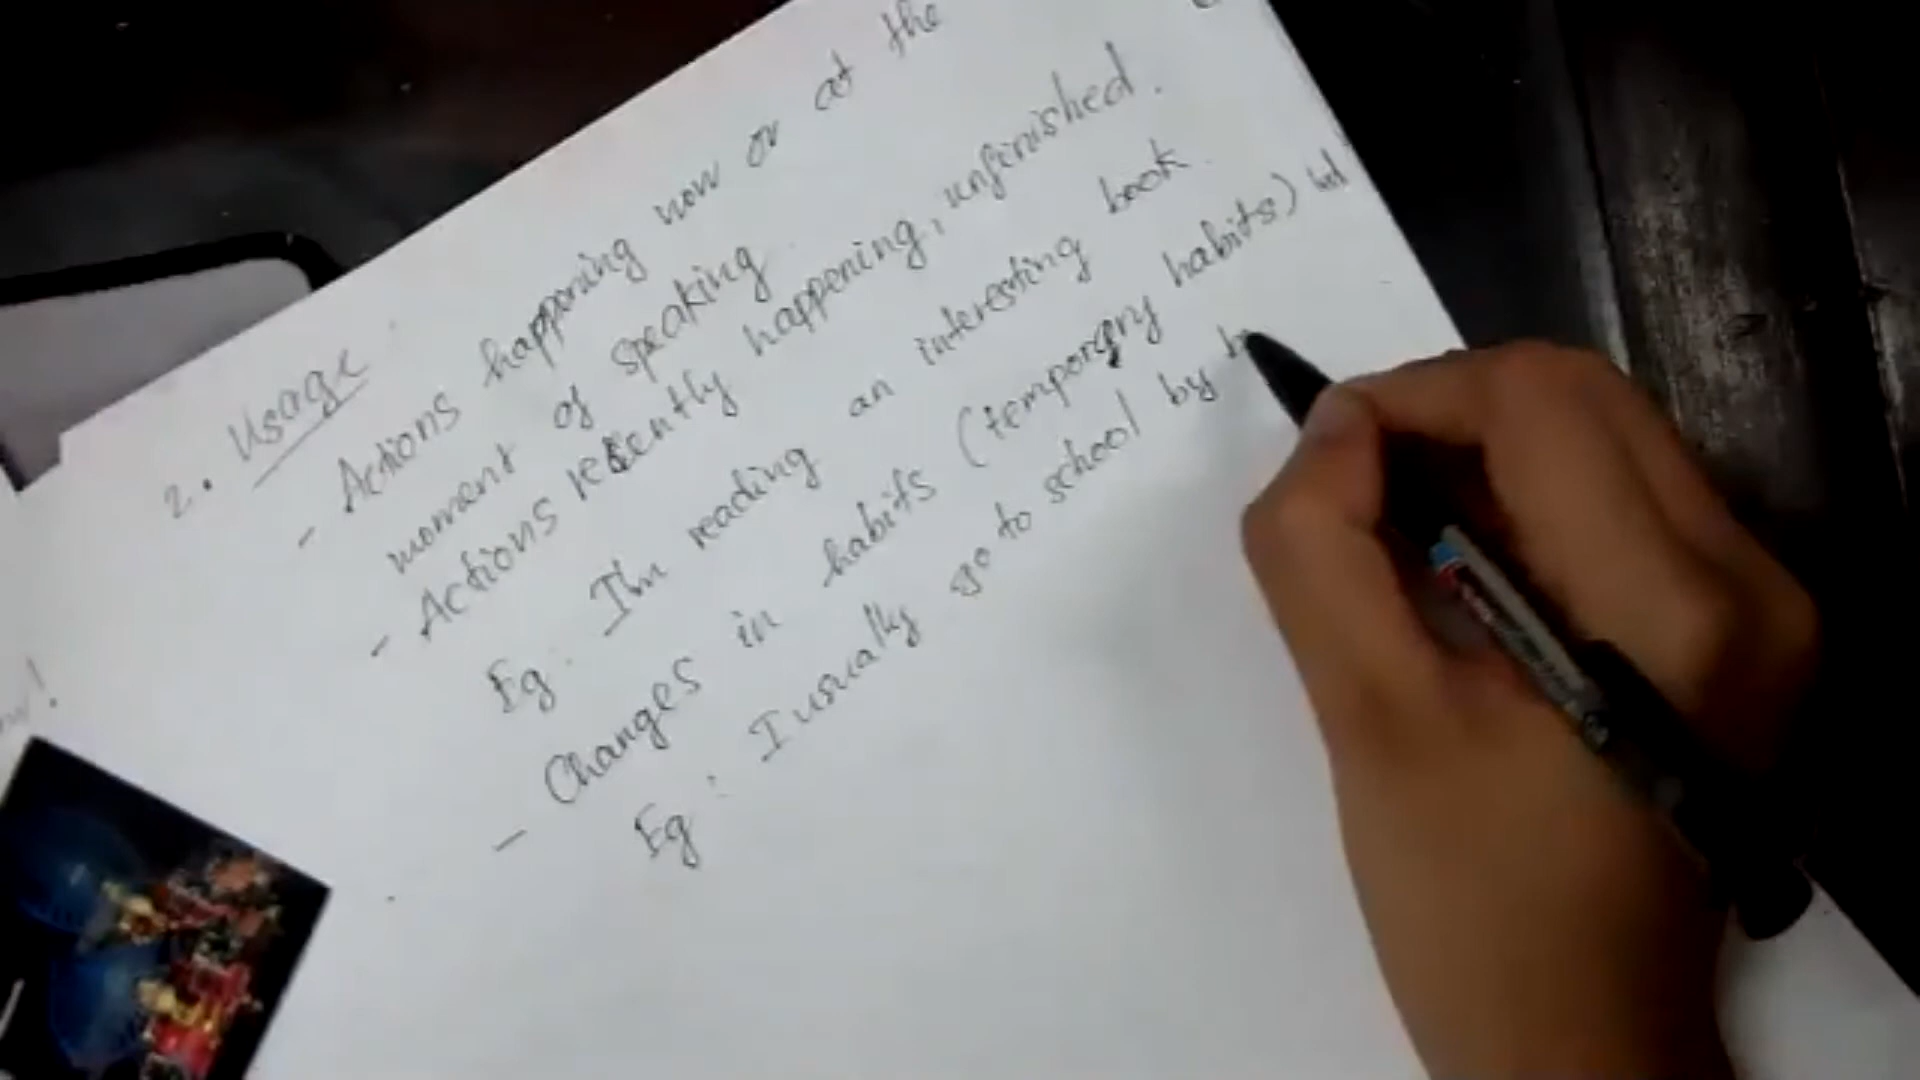 2. Usage
- Actions happening now or at the
moment of speaking
- Actions recently happening, unfinished.
Eg: I'm reading an interesting book.
- Changes in habits (temporary habits)
Eg: I usually go to school by